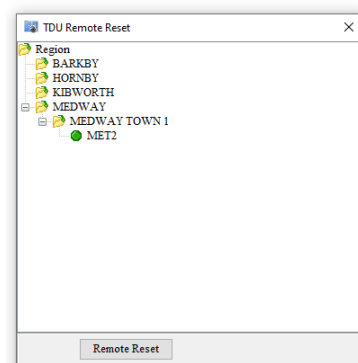 TDU Remote Reset
Region
BARKBY
HORNBY
KIBWORTH
MEDWAY
MEDWAY TOWN 1
MET2
Remote Reset